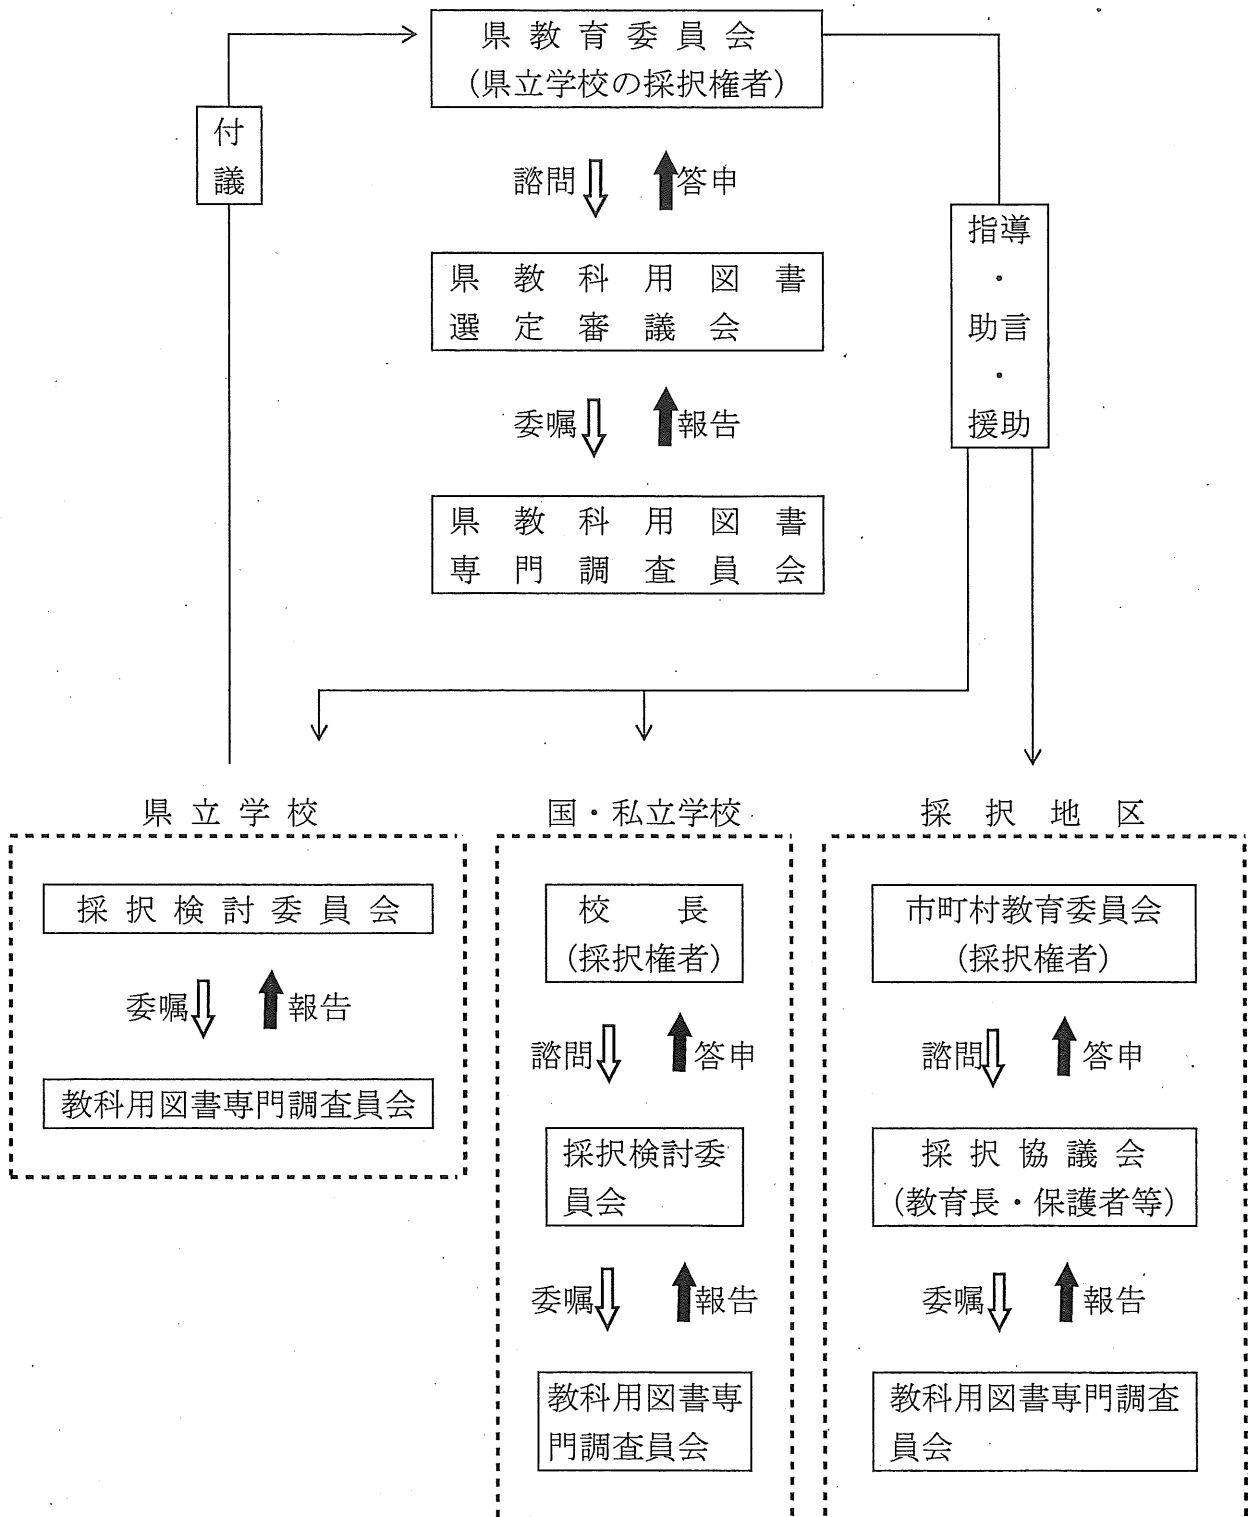 県教育委員会
(県立学校の採択権者)
付
議
諮問
答申
指導
・
助言
・
援助
県教科用図書
選定審議会
委嘱
報告
県教科用図書
専門調査員会
県立学校
採択検討委員会
委嘱
報告
教科用図書専門調査員会
国・私立学校
校長
(採択権者)
諮問
答申
採択検討委
員会
委嘱
報告
教科用図書専
門調査員会
採択地区
市町村教育委員会
(採択権者)
諮問
答申
採択協議会
(教育長・保護者等)
委嘱
報告
教科用図書専門調査
員会